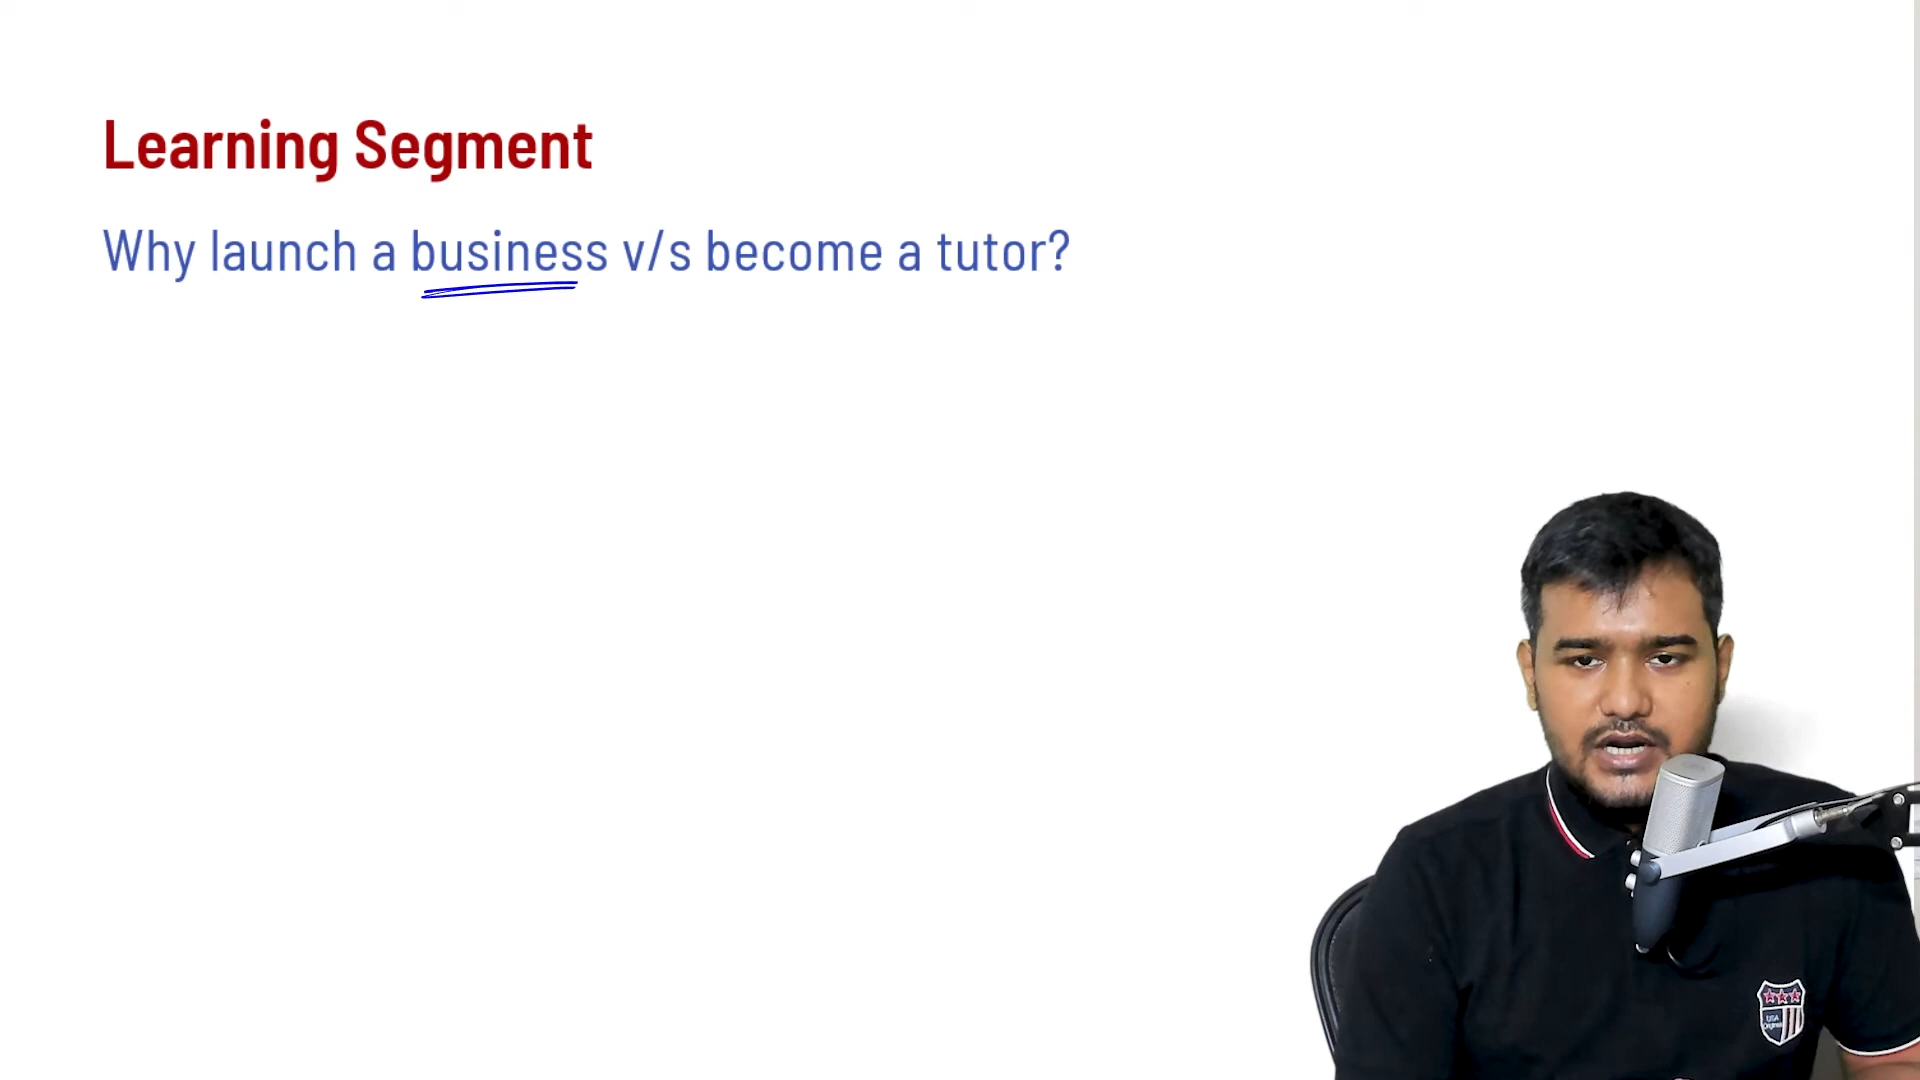 Learning Segment
Why launch a business v/s become a tutor?